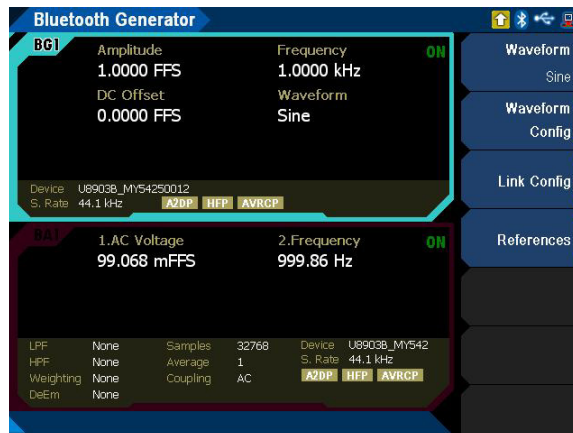 Bluetooth Generator
BG1
Amplitude Frequency ON
1.0000 FFS 1.0000 kHz
DC Offset Waveform
0.0000 FFS Sine
Device U8903B_MY54250012
S. Rate 44.1 kHz A2DP HFP AVRCP
BA1
1.AC Voltage 2.Frequency ON
99.068 mFFS 999.86 Hz
LPF None Samples 32768 Device U8903B_MY542
HPF None Average 1 S. Rate 44.1 kHz
Weighting None Coupling AC A2DP HFP AVRCP
DeEm None
Waveform
Sine
Waveform
Config
Link Config
References